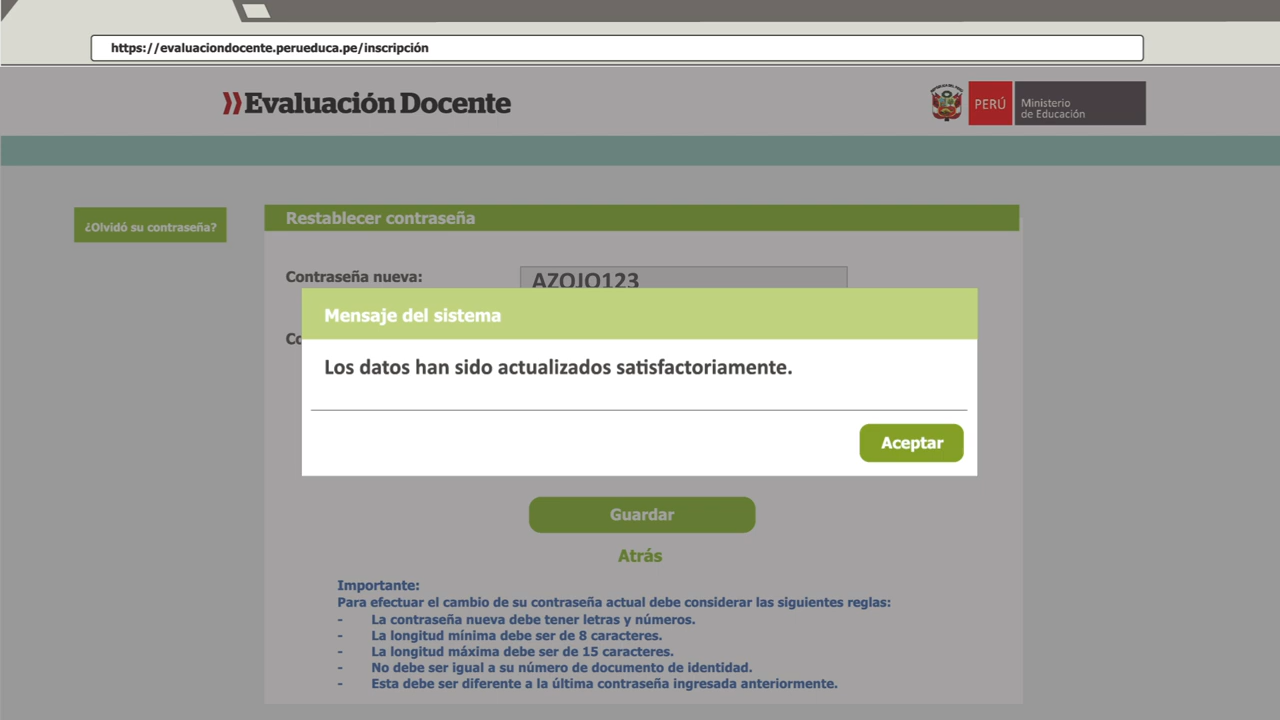 https://evaluaciondocente.perueduca.pe/inscripción
Evaluación Docente
PERÚ
Ministerio
de Educación
¿Olvidó su contraseña?
Restablecer contraseña
Contraseña nueva:
AZOJO123
Mensaje del sistema
Los datos han sido actualizados satisfactoriamente.
Aceptar
Guardar
Atrás
Importante:
Para efectuar el cambio de su contraseña actual debe considerar las siguientes reglas:
- La contraseña nueva debe tener letras y números.
- La longitud mínima debe ser de 8 caracteres.
- La longitud máxima debe ser de 15 caracteres.
- No debe ser igual a su número de documento de identidad.
- Esta debe ser diferente a la última contraseña ingresada anteriormente.